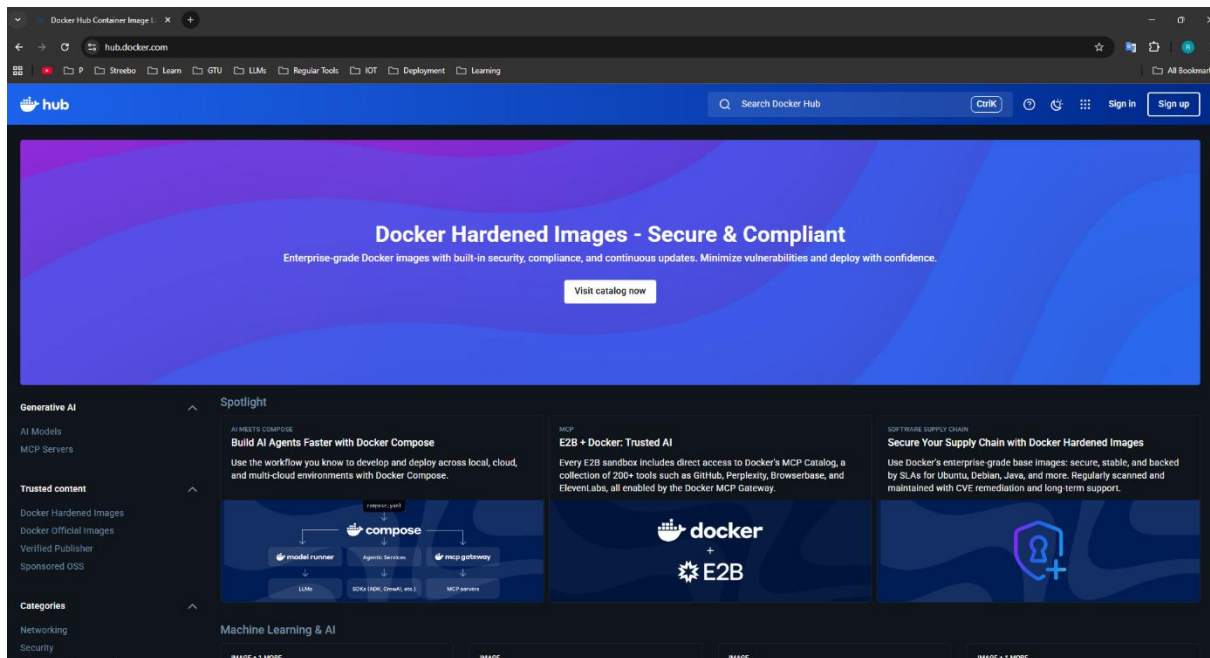 Docker Hub Container Image L
hub.docker.com
P
Streebo
Learn
GTU
LLMs
Regular Tools
IOT
Deployment
Learning
All Bookmar
hub
Search Docker Hub
CtrlK
Sign in
Sign up
Docker Hardened Images - Secure & Compliant
Enterprise-grade Docker images with built-in security, compliance, and continuous updates. Minimize vulnerabilities and deploy with confidence.
Visit catalog now
Generative AI
AI Models
MCP Servers
Trusted content
Docker Hardened Images
Docker Official Images
Verified Publisher
Sponsored OSS
Categories
Networking
Security
Spotlight
AI MEETS COMPOSE
Build AI Agents Faster with Docker Compose
Use the workflow you know to develop and deploy across local, cloud,
and multi-cloud environments with Docker Compose.
compose.yaml
compose
model runner
Agentic Services
mcp gateway
LLMs
SDKs (ADK, CrewAI, etc.)
MCP servers
MCP
E2B + Docker: Trusted AI
Every E2B sandbox includes direct access to Docker's MCP Catalog, a
collection of 200+ tools such as GitHub, Perplexity, Browserbase, and
ElevenLabs, all enabled by the Docker MCP Gateway.
docker
+
E2B
SOFTWARE SUPPLY CHAIN
Secure Your Supply Chain with Docker Hardened Images
Use Docker's enterprise-grade base images: secure, stable, and backed
by SLAs for Ubuntu, Debian, Java, and more. Regularly scanned and
maintained with CVE remediation and long-term support.
Machine Learning & AI
IMAGE + 1 MORE
IMAGE
IMAGE
IMAGE + 1 MORE